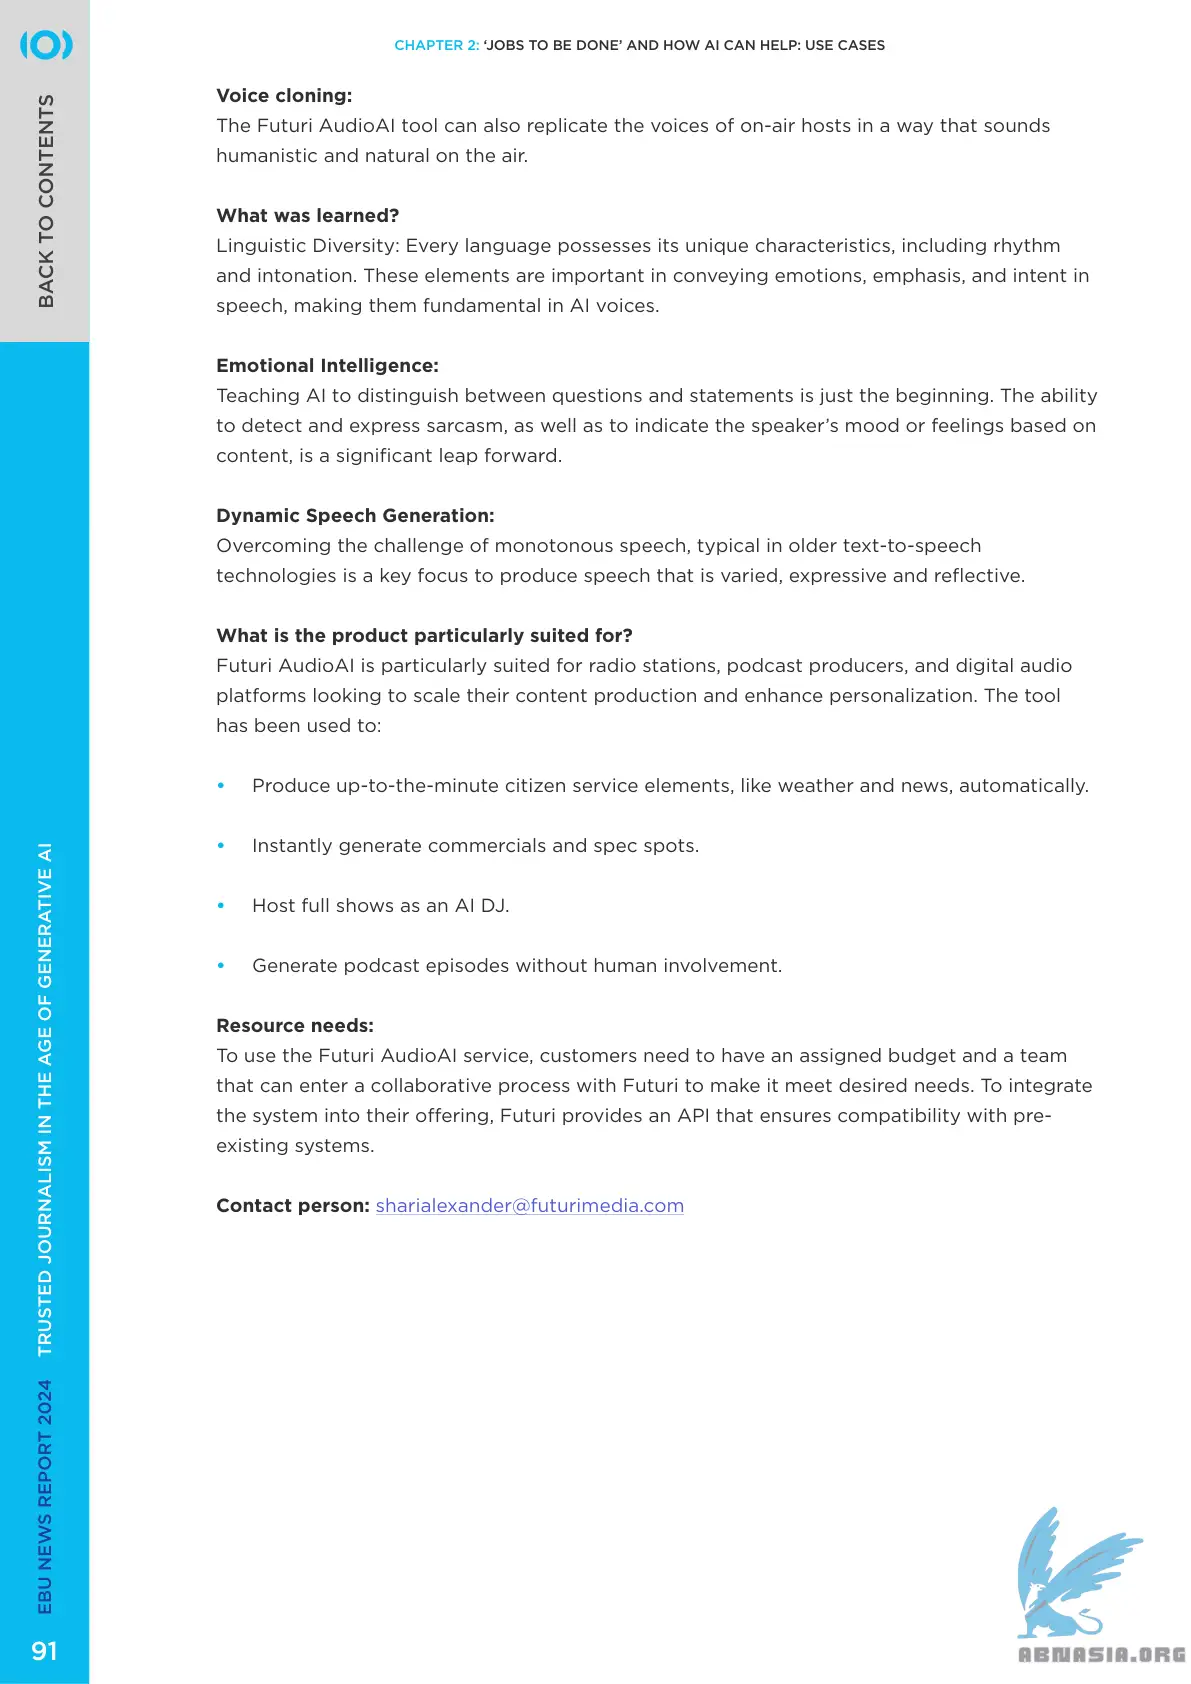 CHAPTER 2: ‘JOBS TO BE DONE’ AND HOW AI CAN HELP: USE CASES
BACK TO CONTENTS
Voice cloning:
The Futuri AudioAI tool can also replicate the voices of on-air hosts in a way that sounds
humanistic and natural on the air.
What was learned?
Linguistic Diversity: Every language possesses its unique characteristics, including rhythm
and intonation. These elements are important in conveying emotions, emphasis, and intent in
speech, making them fundamental in AI voices.
Emotional Intelligence:
Teaching AI to distinguish between questions and statements is just the beginning. The ability
to detect and express sarcasm, as well as to indicate the speaker’s mood or feelings based on
content, is a significant leap forward.
Dynamic Speech Generation:
Overcoming the challenge of monotonous speech, typical in older text-to-speech
technologies is a key focus to produce speech that is varied, expressive and reflective.
What is the product particularly suited for?
Futuri AudioAI is particularly suited for radio stations, podcast producers, and digital audio
platforms looking to scale their content production and enhance personalization. The tool
has been used to:
• Produce up-to-the-minute citizen service elements, like weather and news, automatically.
• Instantly generate commercials and spec spots.
• Host full shows as an AI DJ.
• Generate podcast episodes without human involvement.
Resource needs:
To use the Futuri AudioAI service, customers need to have an assigned budget and a team
that can enter a collaborative process with Futuri to make it meet desired needs. To integrate
the system into their offering, Futuri provides an API that ensures compatibility with pre-
existing systems.
Contact person: sharialexander@futurimedia.com
EBU NEWS REPORT 2024 TRUSTED JOURNALISM IN THE AGE OF GENERATIVE AI
91
ABNASIA.ORG